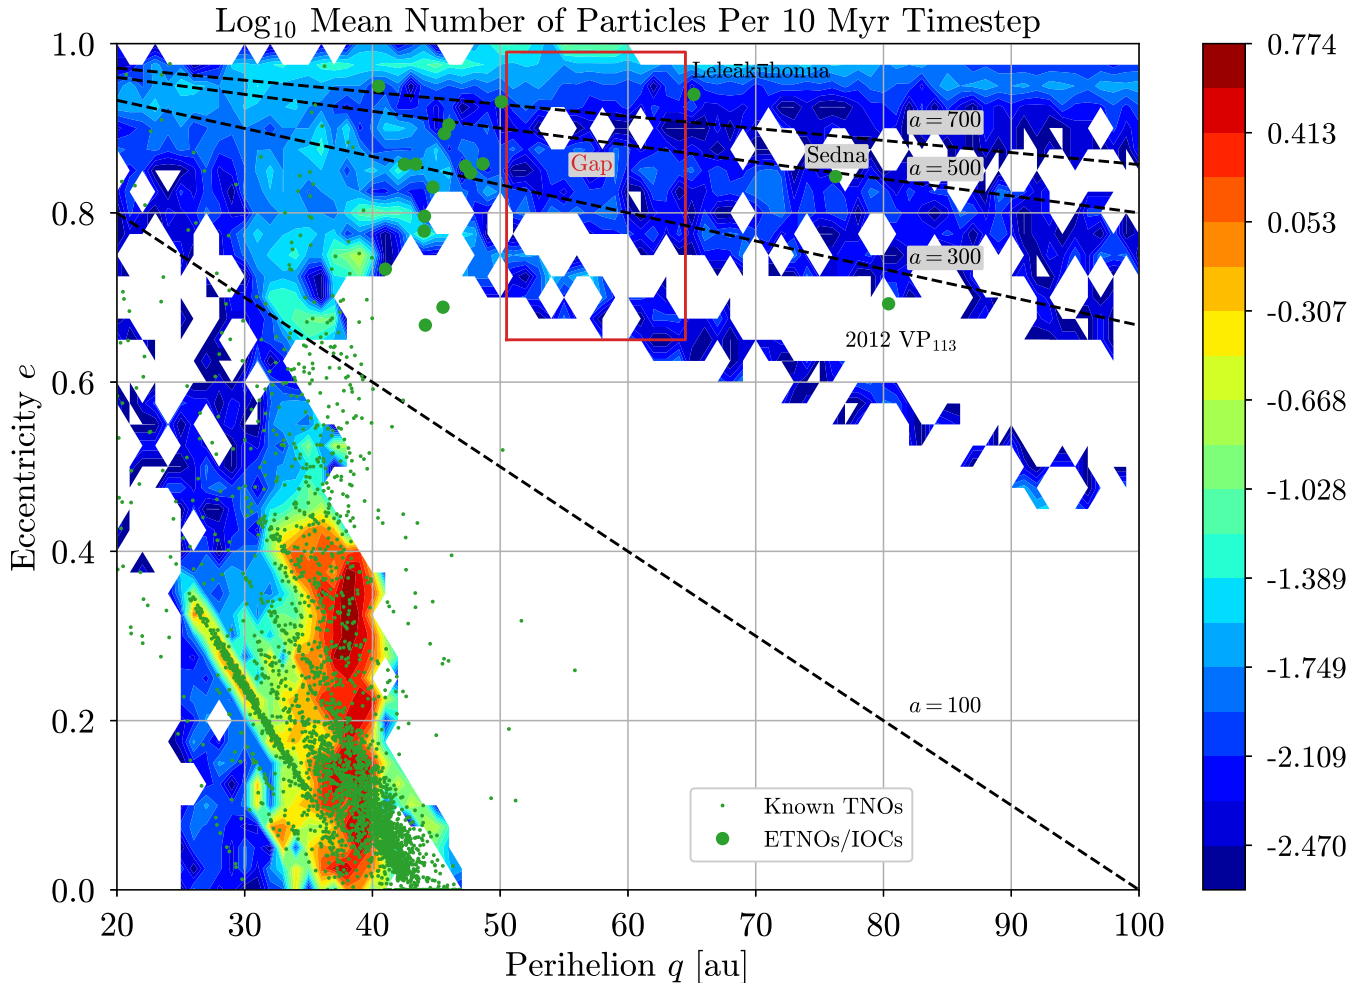 Log₁₀ Mean Number of Particles Per 10 Myr Timestep
Eccentricity e
1.0
0.8
0.6
0.4
0.2
0.0
20
30
40
50
60
70
80
90
100
Perihelion q [au]
Leleākūhonua
a = 700
Sedna
Gap
a = 500
a = 300
2012 VP₁₁₃
a = 100
Known TNOs
ETNOs/IOCs
0.774
0.413
0.053
-0.307
-0.668
-1.028
-1.389
-1.749
-2.109
-2.470